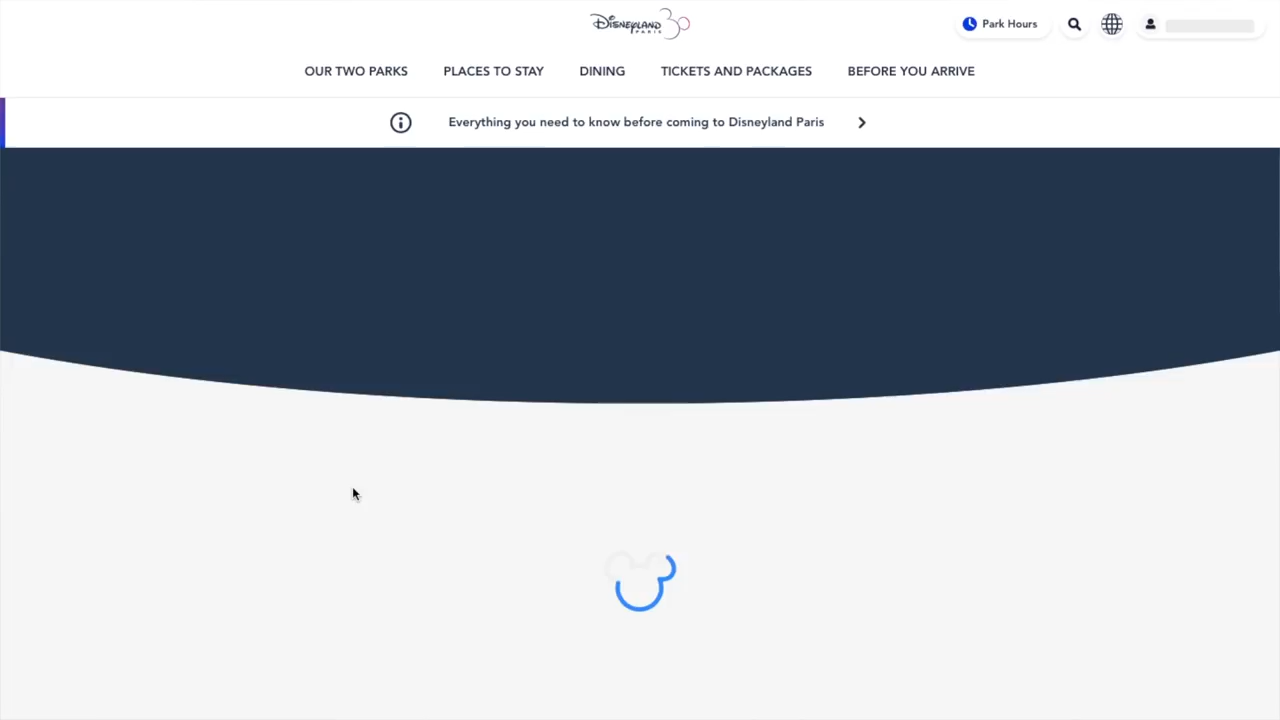 Disneyland
PARIS
30
Park Hours
OUR TWO PARKS
PLACES TO STAY
DINING
TICKETS AND PACKAGES
BEFORE YOU ARRIVE
Everything you need to know before coming to Disneyland Paris